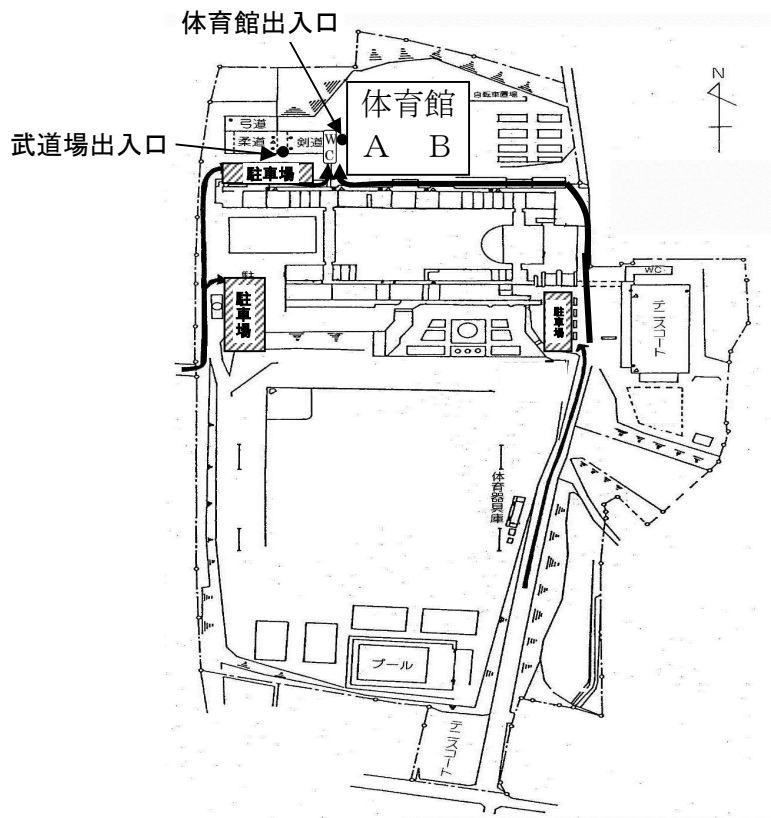 体育館出入口
N
体育館
A B
自転車置場
弓道
柔道
剣道
WC
武道場出入口
駐車場
WC
駐
駐車場
駐車場
テニスコート
体育器具庫
プール
テニスコート